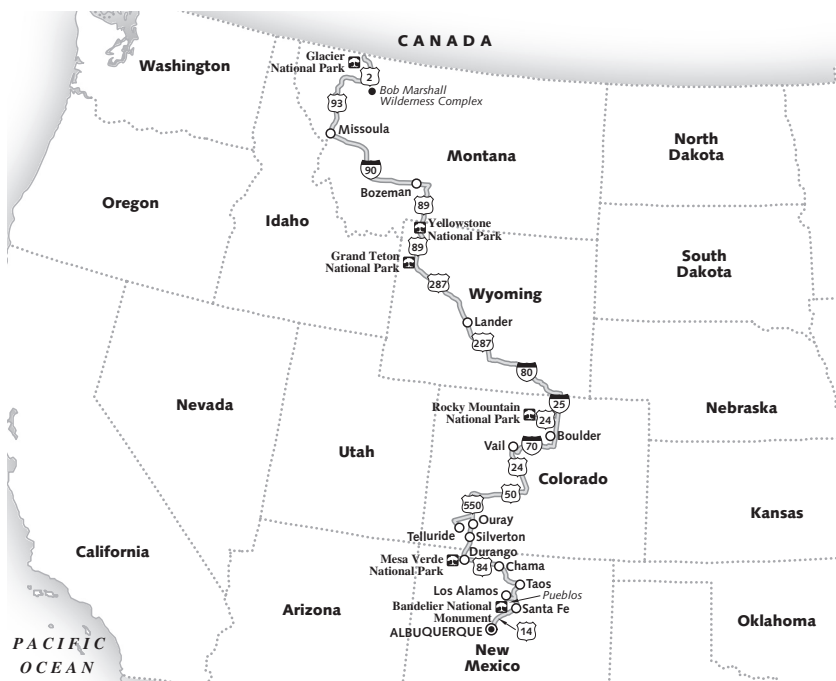 CANADA
Washington
Glacier
National Park
2
Bob Marshall
Wilderness Complex
93
Missoula
Montana
North
Dakota
90
Bozeman
Oregon
Idaho
89
Yellowstone
National Park
89
Grand Teton
National Park
South
Dakota
287
Wyoming
Lander
287
80
25
Nevada
Rocky Mountain
National Park
24
Nebraska
Boulder
Vail
70
Utah
24
Colorado
50
550
Kansas
Ouray
Telluride
Silverton
California
Durango
Mesa Verde
National Park
84
Chama
Taos
Los Alamos
Pueblos
Arizona
Bandelier National
Monument
Santa Fe
Oklahoma
ALBUQUERQUE
14
PACIFIC
OCEAN
New
Mexico